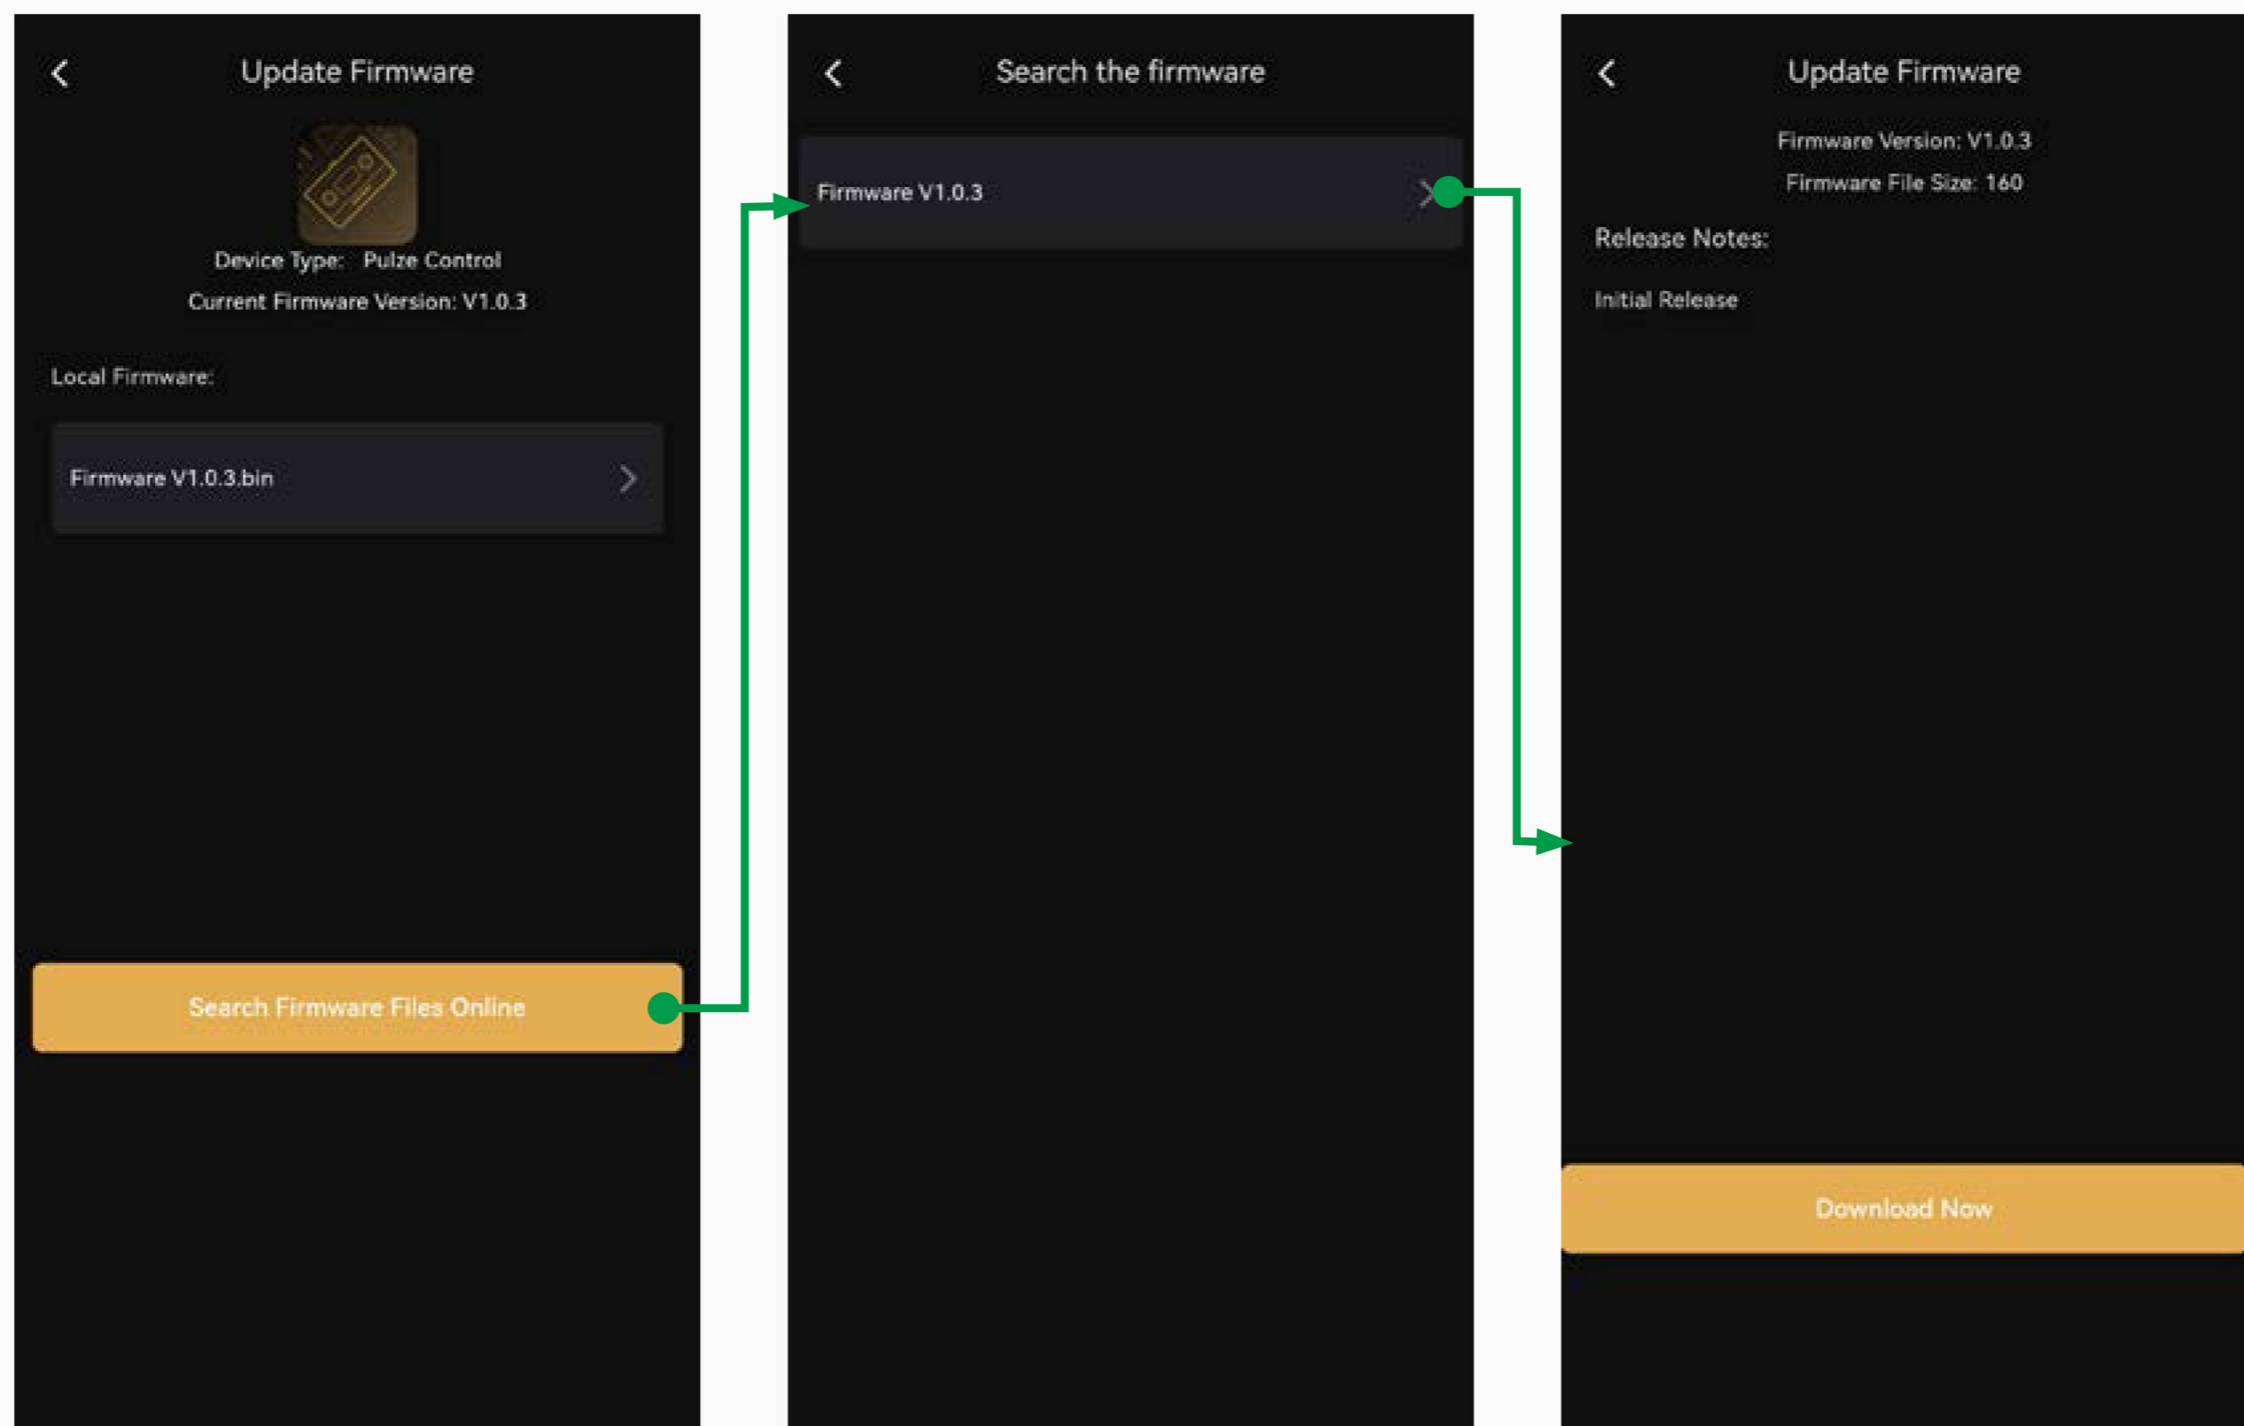 Update Firmware
Device Type: Pulze Control
Current Firmware Version: V1.0.3
Local Firmware:
Firmware V1.0.3.bin
Search Firmware Files Online
Search the firmware
Firmware V1.0.3
Update Firmware
Firmware Version: V1.0.3
Firmware File Size: 160
Release Notes:
Initial Release
Download Now